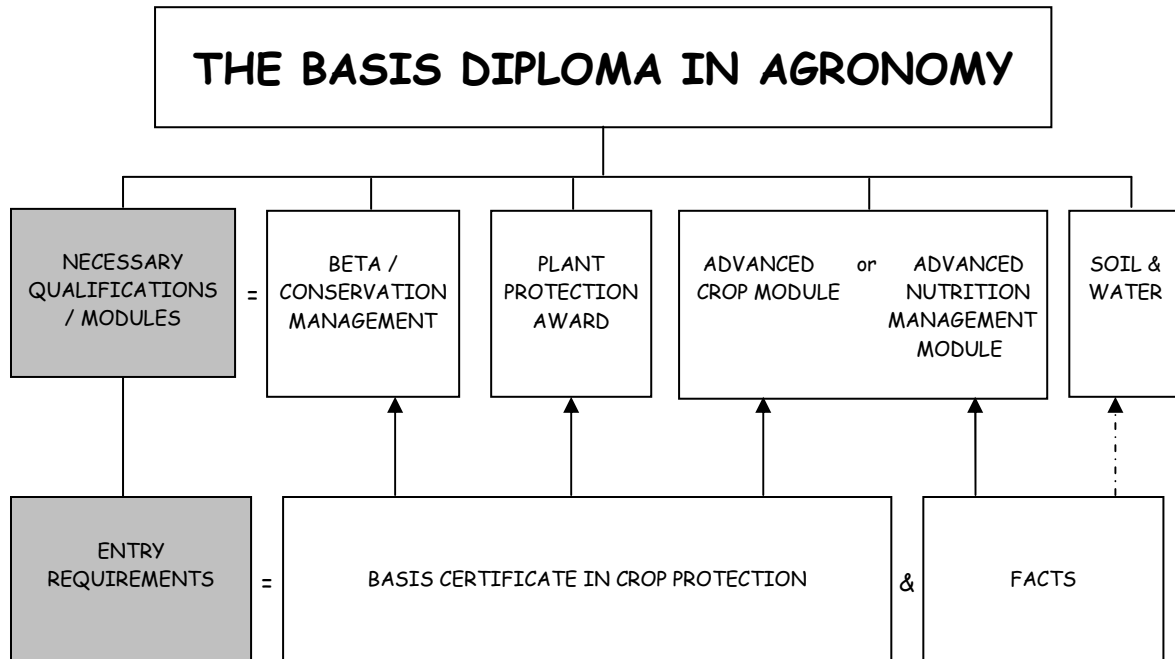 THE BASIS DIPLOMA IN AGRONOMY
NECESSARY
QUALIFICATIONS
/ MODULES
=
BETA /
CONSERVATION
MANAGEMENT
PLANT
PROTECTION
AWARD
ADVANCED
CROP MODULE
or
ADVANCED
NUTRITION
MANAGEMENT
MODULE
SOIL &
WATER
ENTRY
REQUIREMENTS
=
BASIS CERTIFICATE IN CROP PROTECTION
&
FACTS